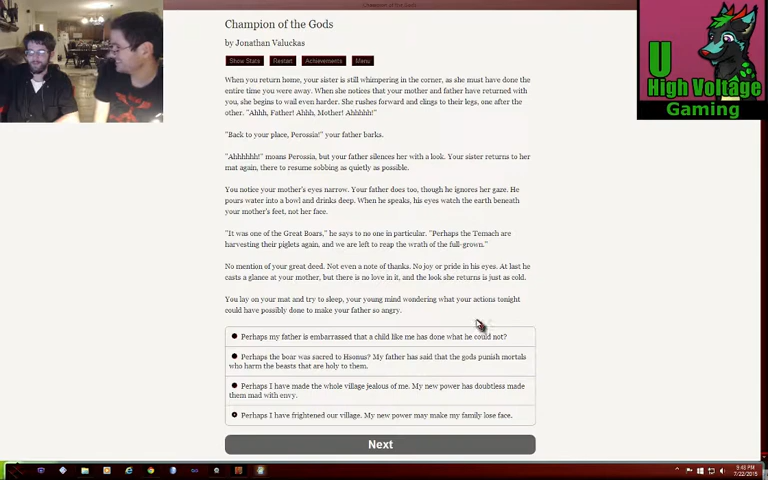 Champion of the Gods
Champion of the Gods
by Jonathan Valuckas
Show Stats
Restart
Achievements
Menu
When you return home, your sister is still whimpering in the corner, as she must have done the
entire time you were away. When she notices that your mother and father have returned with
you, she begins to wail even harder. She rushes forward and clings to their legs, one after the
other. "Ahhh, Father! Ahhh, Mother! Ahhhhh!"
"Back to your place, Perossia!" your father barks.
"Ahhhhhh!" moans Perossia, but your father silences her with a look. Your sister returns to her
mat again, there to resume sobbing as quietly as possible.
You notice your mother's eyes narrow. Your father does too, though he ignores her gaze. He
pours water into a bowl and drinks deep. When he speaks, his eyes watch the earth beneath
your mother's feet, not her face.
"It was one of the Great Boars," he says to no one in particular. "Perhaps the Temach are
harvesting their piglets again, and we are left to reap the wrath of the full-grown."
No mention of your great deed. Not even a note of thanks. No joy or pride in his eyes. At last he
casts a glance at your mother, but there is no love in it, and the look she returns is just as cold.
You lay on your mat and try to sleep, your young mind wondering what your actions tonight
could have possibly done to make your father so angry.
Perhaps my father is embarrassed that a child like me has done what he could not?
Perhaps the boar was sacred to Hsonus? My father has said that the gods punish mortals
who harm the beasts that are holy to them.
Perhaps I have made the whole village jealous of me. My new power has doubtless made
them mad with envy.
Perhaps I have frightened our village. My new power may make my family lose face.
Next
U
High Voltage
Gaming
9:48 PM
7/22/2015